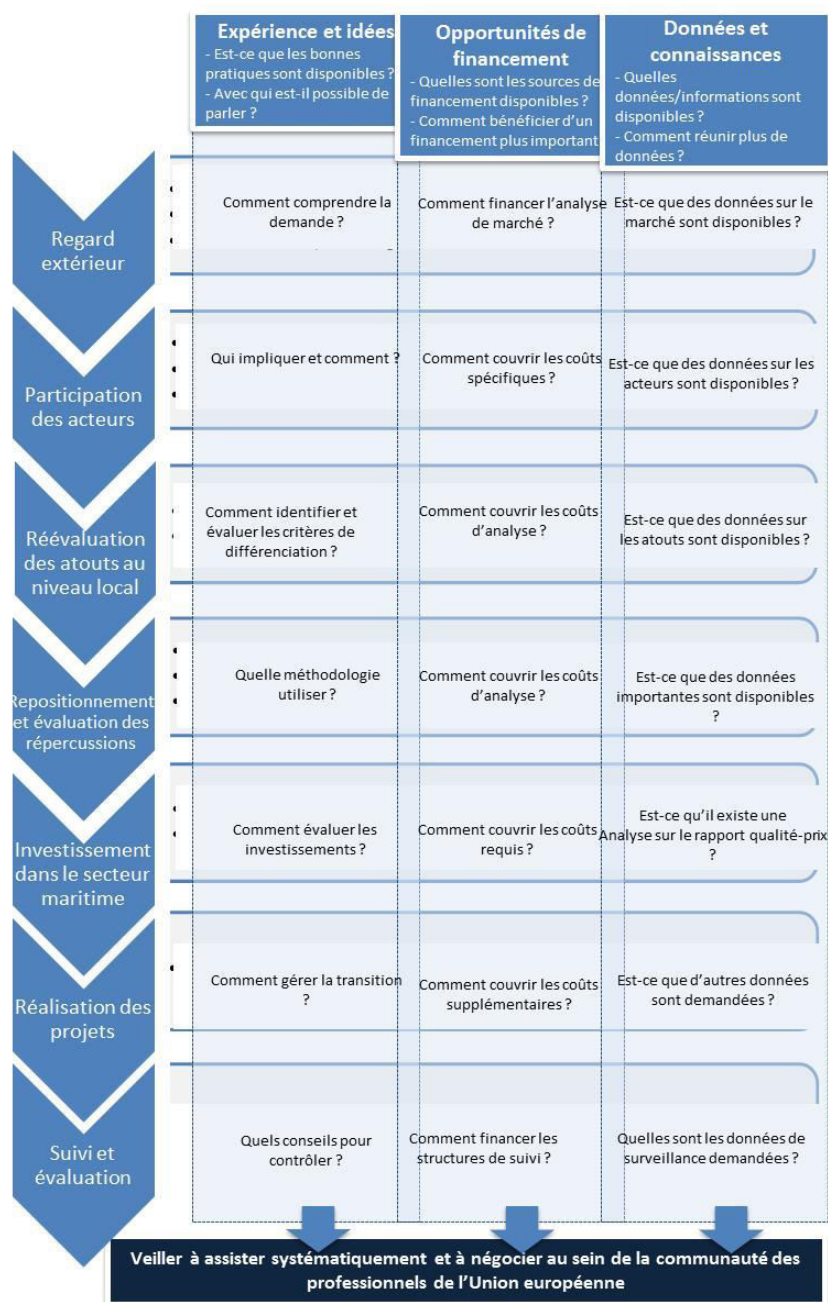 Expérience et idées
- Est-ce que les bonnes
pratiques sont disponibles ?
- Avec qui est-il possible de
parler ?
Opportunités de
financement
- Quelles sont les sources de
financement disponibles ?
- Comment bénéficier d'un
financement plus important
Données et
connaissances
- Quelles
données/informations sont
disponibles ?
- Comment réunir plus de
données ?
Regard
extérieur
Comment comprendre la
demande ?
Comment financer l'analyse
de marché ?
Est-ce que des données sur le
marché sont disponibles ?
Participation
des acteurs
Qui impliquer et comment ?
Comment couvrir les coûts
spécifiques ?
Est-ce que des données sur les
acteurs sont disponibles ?
Réévaluation
des atouts au
niveau local
Comment identifier et
évaluer les critères de
différenciation ?
Comment couvrir les coûts
d'analyse ?
Est-ce que des données sur
les atouts sont disponibles ?
Repositionnement
et évaluation des
répercussions
Quelle méthodologie
utiliser ?
Comment couvrir les coûts
d'analyse ?
Est-ce que des données
importantes sont disponibles
?
Investissement
dans le secteur
maritime
Comment évaluer les
investissements ?
Comment couvrir les coûts
requis ?
Est-ce qu'il existe une
Analyse sur le rapport qualité-prix
?
Réalisation des
projets
Comment gérer la transition
?
Comment couvrir les coûts
supplémentaires ?
Est-ce que d'autres données
sont demandées ?
Suivi et
évaluation
Quels conseils pour
contrôler ?
Comment financer les
structures de suivi ?
Quelles sont les données de
surveillance demandées ?
Veiller à assister systématiquement et à négocier au sein de la communauté des
professionnels de l'Union européenne